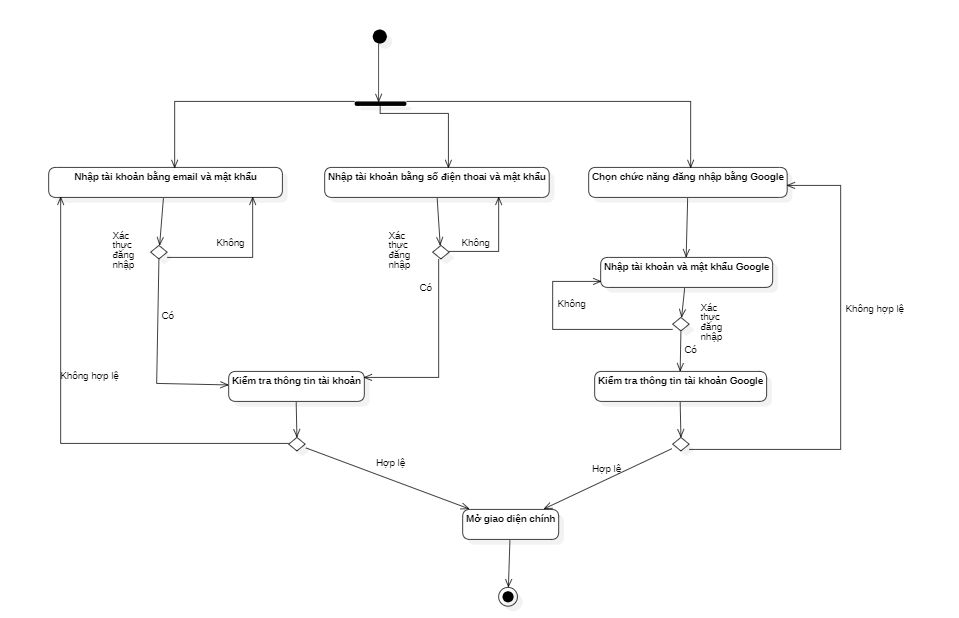 Nhập tài khoản bằng email và mật khẩu
Nhập tài khoản bằng số điện thoai và mật khẩu
Chọn chức năng đăng nhập bằng Google
Xác
thực
đăng
nhập
Không
Xác
thực
đăng
nhập
Không
Nhập tài khoản và mật khẩu Google
Có
Không
Xác
thực
đăng
nhập
Không hợp lệ
Có
Có
Không hợp lệ
Kiểm tra thông tin tài khoản
Kiểm tra thông tin tài khoản Google
Hợp lệ
Hợp lệ
Mở giao diện chính